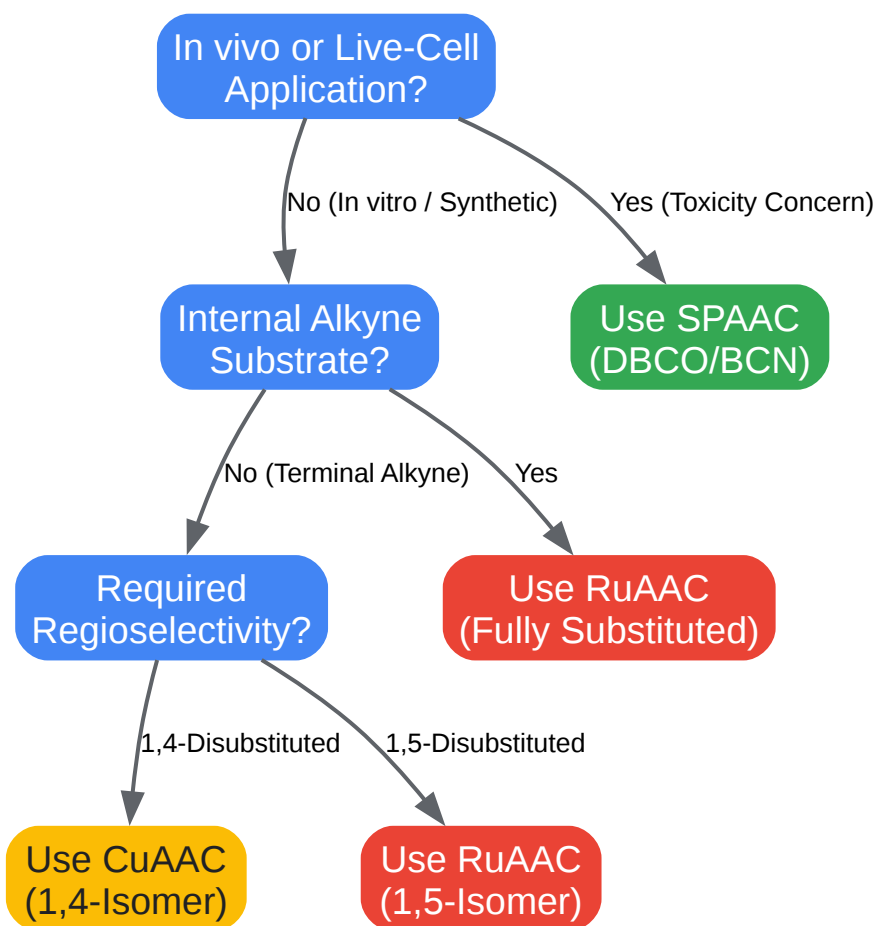 In vivo or Live-Cell
Application?
No (In vitro / Synthetic)
Yes (Toxicity Concern)
Internal Alkyne
Substrate?
Use SPAAC
(DBCO/BCN)
No (Terminal Alkyne)
Yes
Required
Regioselectivity?
Use RuAAC
(Fully Substituted)
1,4-Disubstituted
1,5-Disubstituted
Use CuAAC
(1,4-Isomer)
Use RuAAC
(1,5-Isomer)